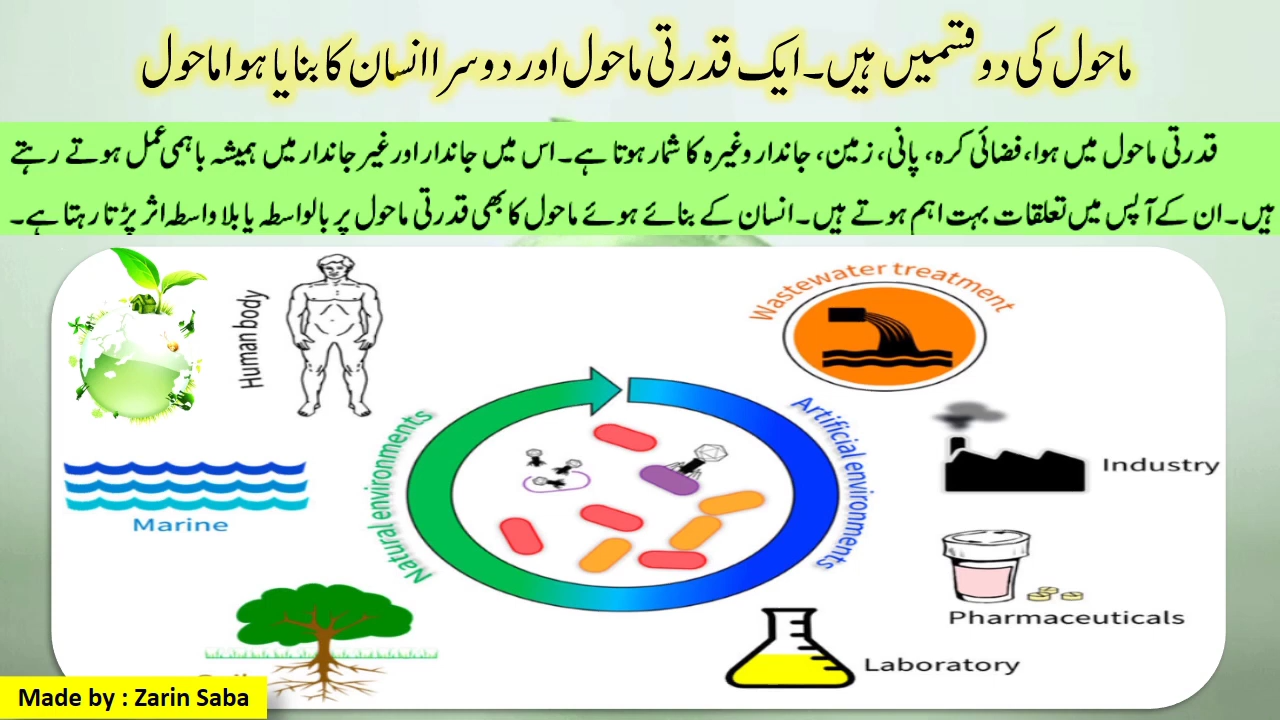 ماحول کی دو قسمیں ہیں۔ ایک قدرتی ماحول اور دوسرا انسان کا بنایا ہوا ماحول
قدرتی ماحول میں ہوا، فضائی کرہ، پانی، زمین، جاندار وغیرہ کا شمار ہوتا ہے۔ اس میں جاندار اور غیر جاندار میں ہمیشہ باہمی عمل ہوتے رہتے
ہیں۔ ان کے آپس میں تعلقات بہت اہم ہوتے ہیں۔ انسان کے بنائے ہوئے ماحول کا بھی قدرتی ماحول پر بالواسطہ یا بلا واسطہ اثر پڑتا رہتا ہے۔
Human body
Wastewater treatment
Natural environments
Artificial environments
Industry
Marine
Pharmaceuticals
Laboratory
Made by : Zarin Saba